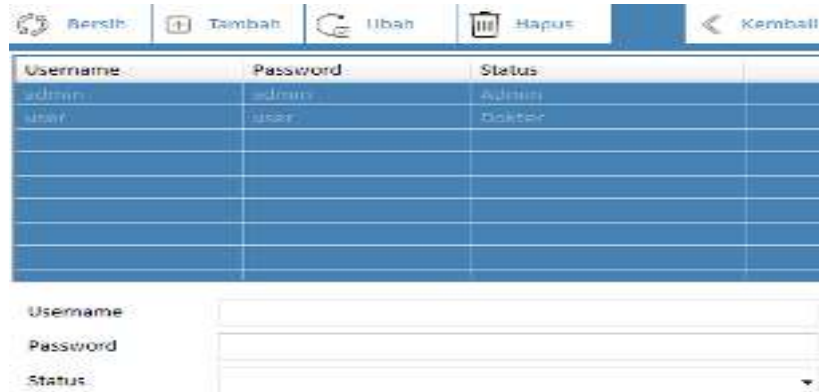 Bersih Tambah Ubah Hapus Kembali
Username Password Status
admin admin Admin
user user Dokter
Username
Password
Status